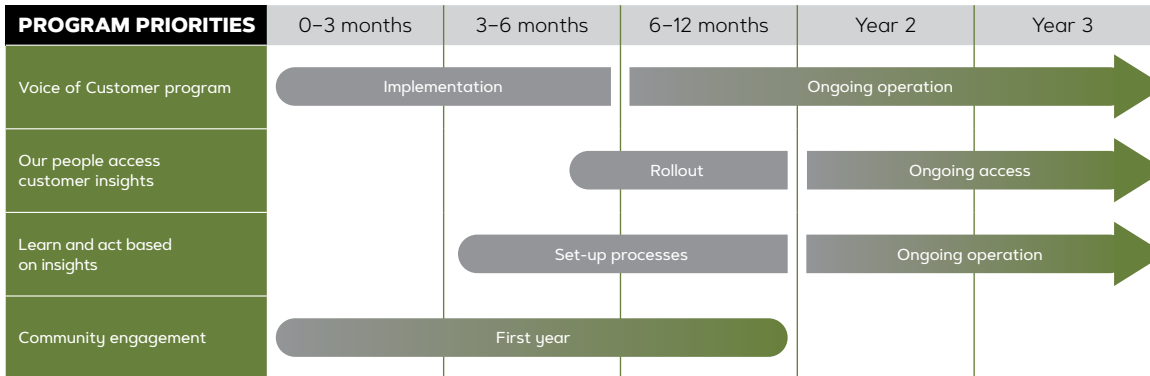 PROGRAM PRIORITIES
0–3 months
3–6 months
6–12 months
Year 2
Year 3
Voice of Customer program
Implementation
Ongoing operation
Our people access
customer insights
Rollout
Ongoing access
Learn and act based
on insights
Set-up processes
Ongoing operation
Community engagement
First year